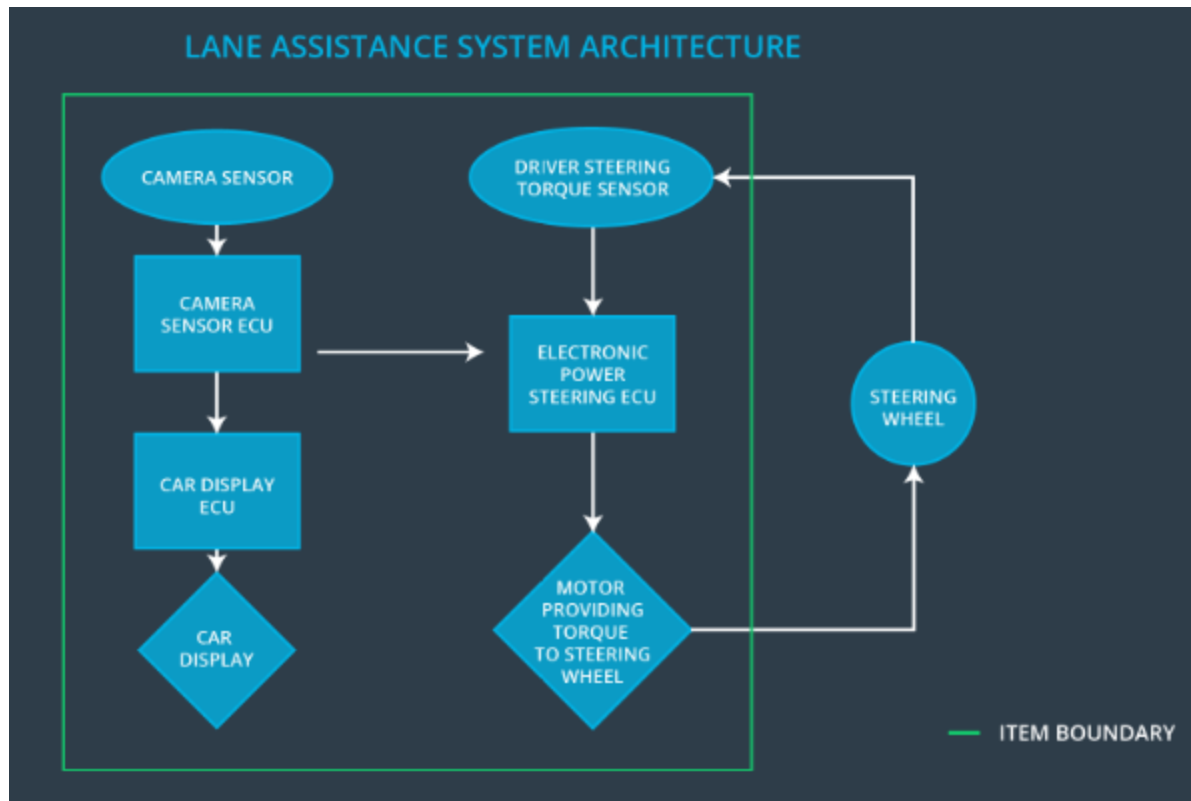 LANE ASSISTANCE SYSTEM ARCHITECTURE
CAMERA SENSOR
CAMERA
SENSOR ECU
CAR DISPLAY
ECU
CAR
DISPLAY
DRIVER STEERING
TORQUE SENSOR
ELECTRONIC
POWER
STEERING ECU
MOTOR
PROVIDING
TORQUE
TO STEERING
WHEEL
STEERING
WHEEL
ITEM BOUNDARY